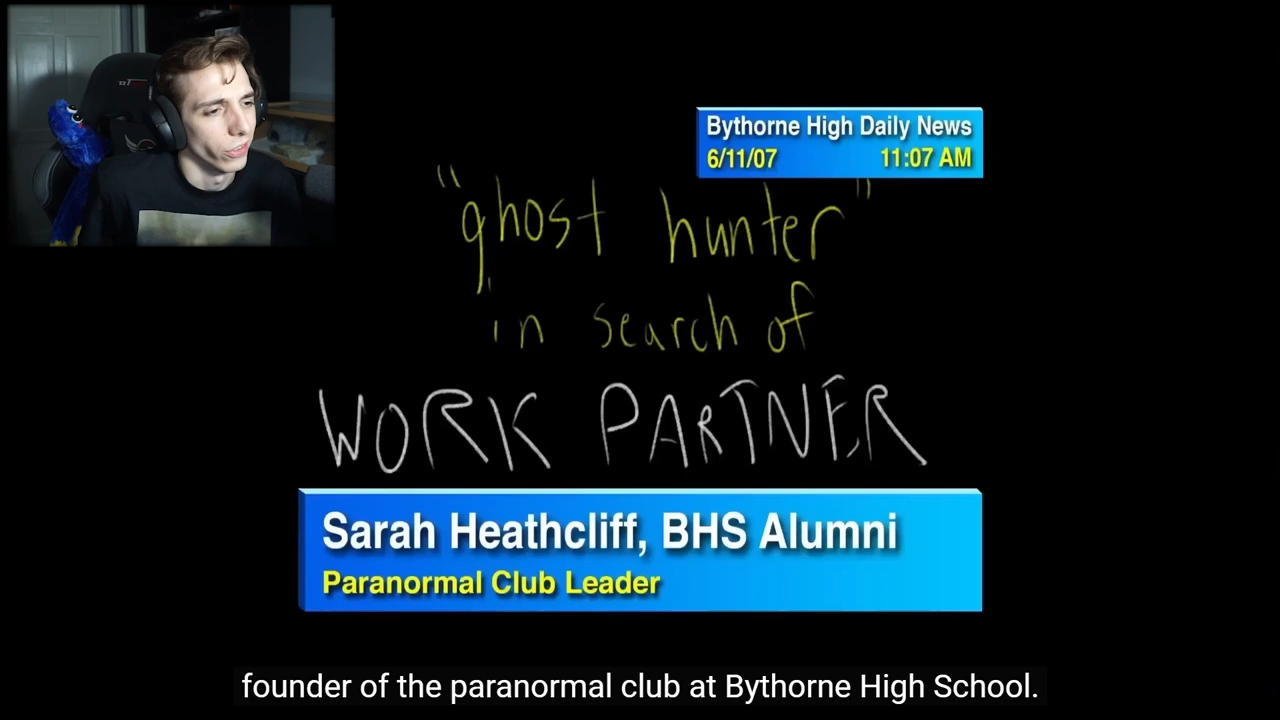 Bythorne High Daily News
6/11/07 11:07 AM
"ghost hunter"
in search of
WORK PARTNER
Sarah Heathcliff, BHS Alumni
Paranormal Club Leader
founder of the paranormal club at Bythorne High School.